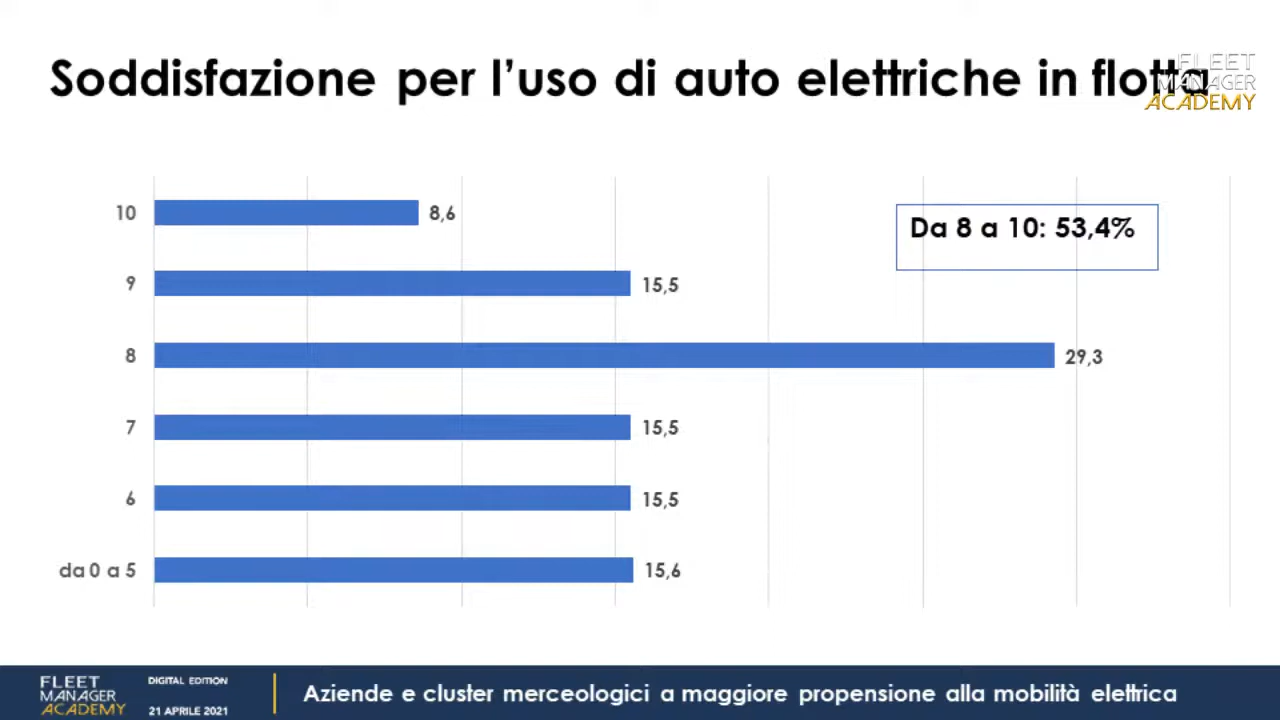 Soddisfazione per l'uso di auto elettriche in flotta
FLEET
MANAGER
ACADEMY
10
8,6
Da 8 a 10: 53,4%
9
15,5
8
29,3
7
15,5
6
15,5
da 0 a 5
15,6
FLEET
MANAGER
ACADEMY
DIGITAL EDITION
21 APRILE 2021
Aziende e cluster merceologici a maggiore propensione alla mobilità elettrica